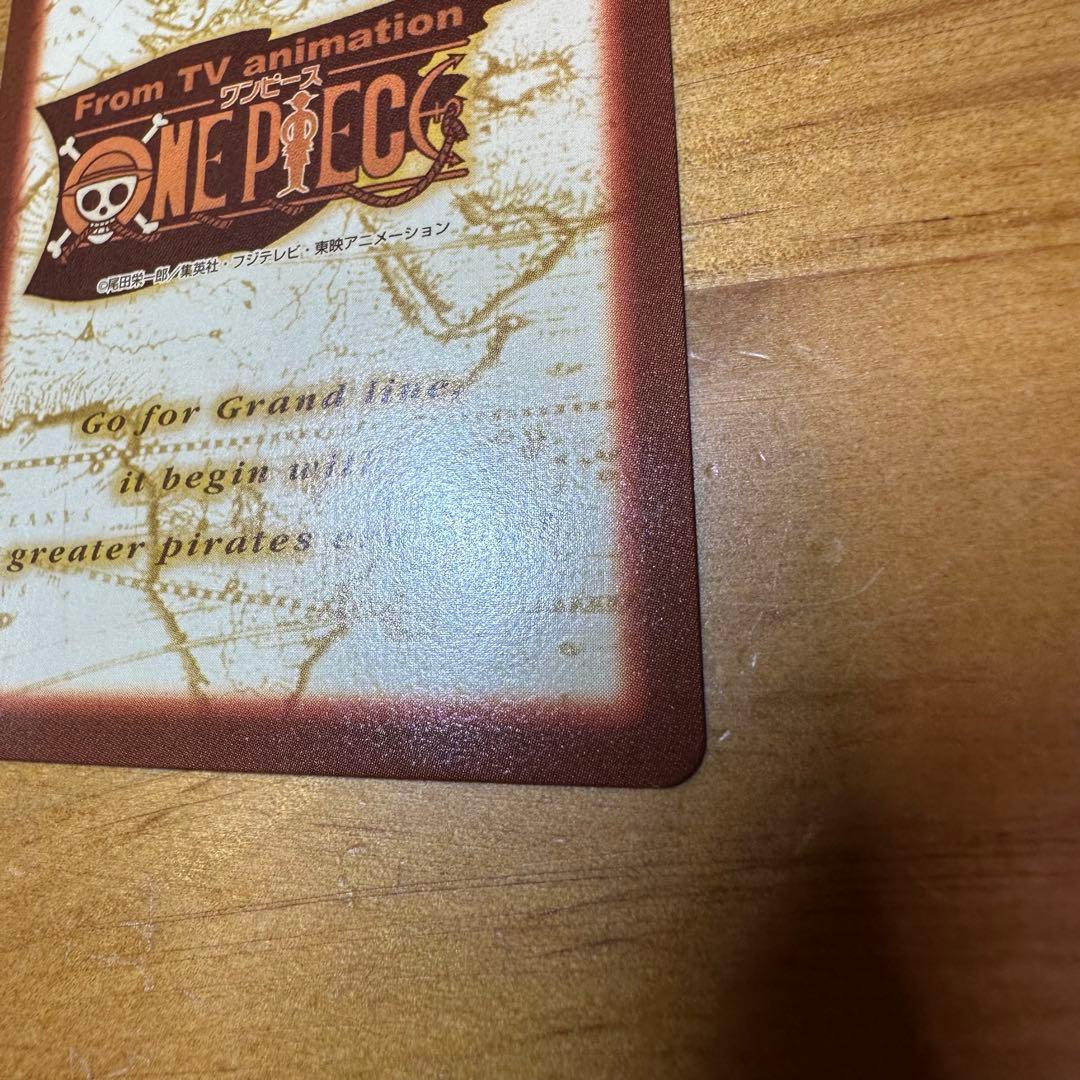 From TV animation
ワンピース
ONE PIECE
©尾田栄一郎/集英社・フジテレビ・東映アニメーション
Go for Grand line,
it begin with
greater pirates